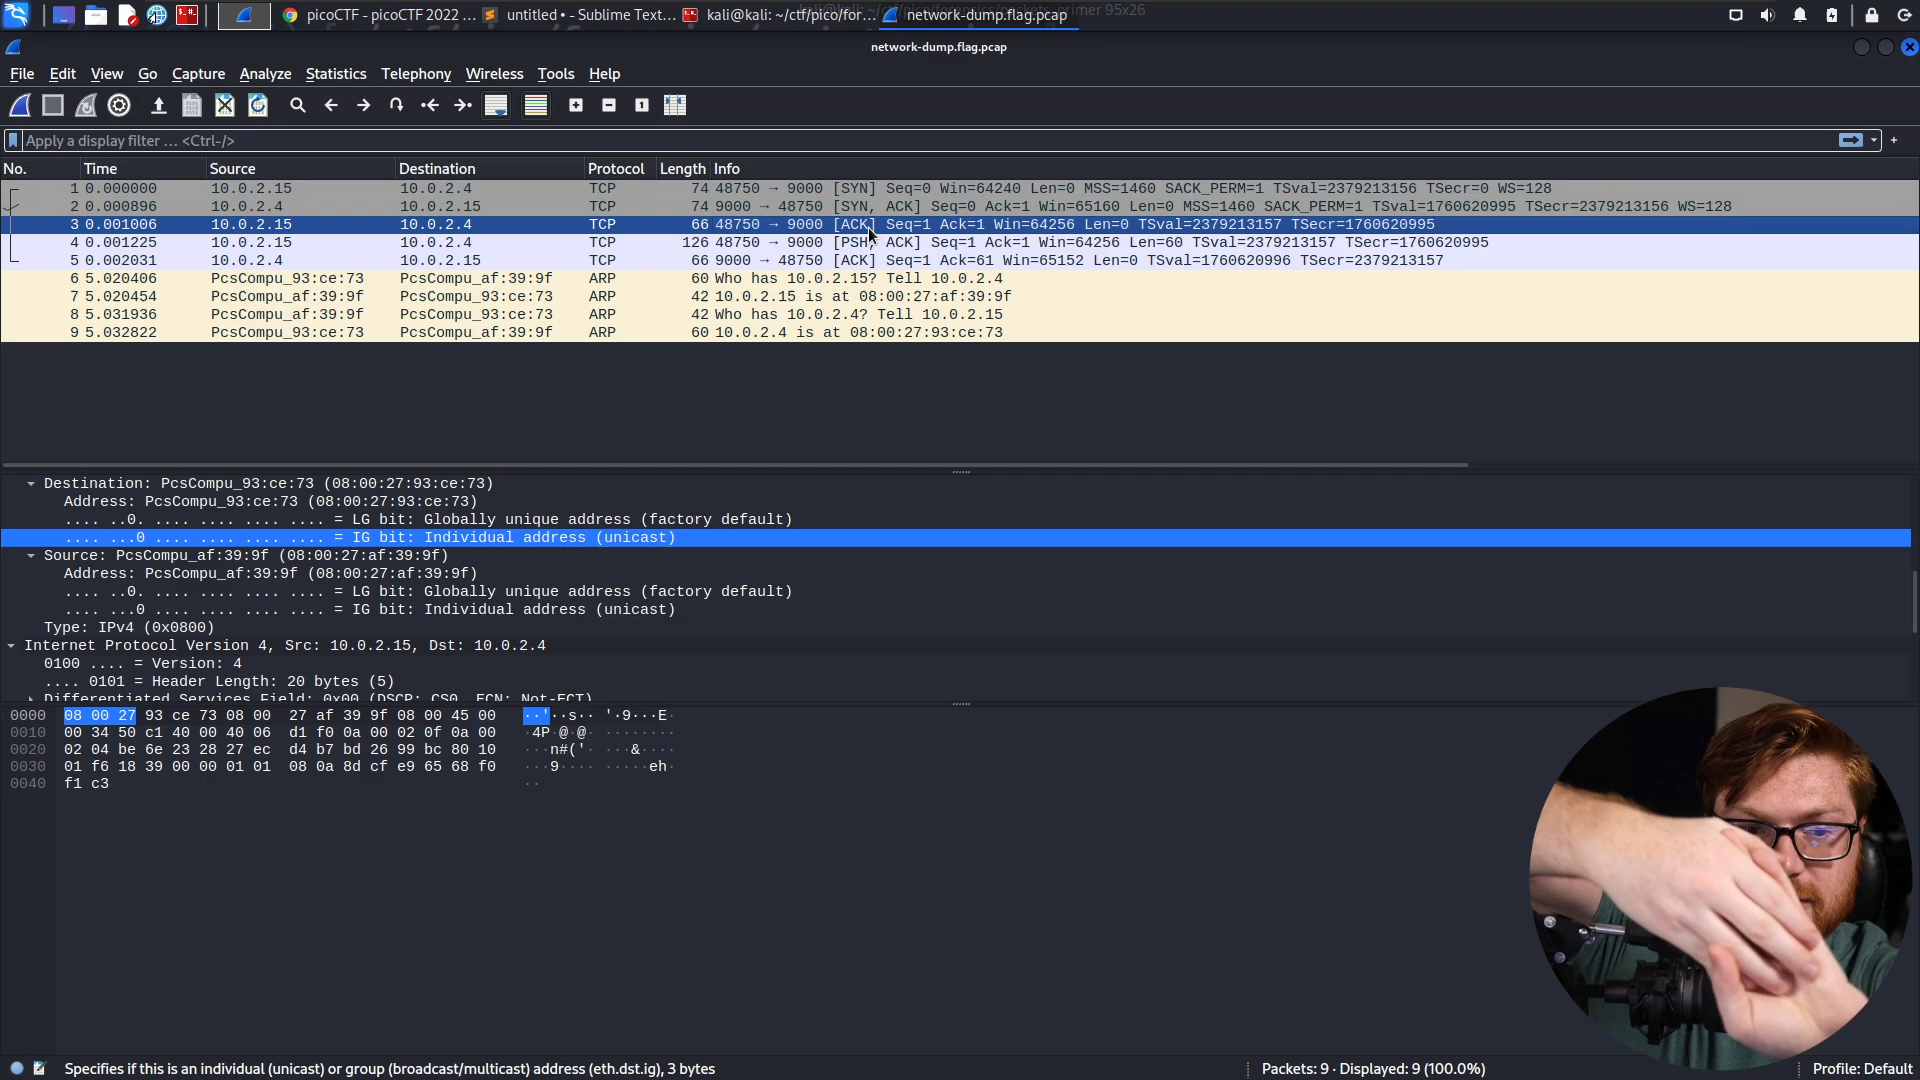 picoCTF - picoCTF 2022 ... untitled • - Sublime Text... kali@kali: ~/ctf/pico/for... network-dump.flag.pcap
network-dump.flag.pcap
File Edit View Go Capture Analyze Statistics Telephony Wireless Tools Help
Apply a display filter … <Ctrl-/>
No. Time Source Destination Protocol Length Info
1 0.000000 10.0.2.15 10.0.2.4 TCP 74 48750 → 9000 [SYN] Seq=0 Win=64240 Len=0 MSS=1460 SACK_PERM=1 TSval=2379213156 TSecr=0 WS=128
2 0.000896 10.0.2.4 10.0.2.15 TCP 74 9000 → 48750 [SYN, ACK] Seq=0 Ack=1 Win=65160 Len=0 MSS=1460 SACK_PERM=1 TSval=1760620995 TSecr=2379213156 WS=128
3 0.001006 10.0.2.15 10.0.2.4 TCP 66 48750 → 9000 [ACK] Seq=1 Ack=1 Win=64256 Len=0 TSval=2379213157 TSecr=1760620995
4 0.001225 10.0.2.15 10.0.2.4 TCP 126 48750 → 9000 [PSH, ACK] Seq=1 Ack=1 Win=64256 Len=60 TSval=2379213157 TSecr=1760620995
5 0.002031 10.0.2.4 10.0.2.15 TCP 66 9000 → 48750 [ACK] Seq=1 Ack=61 Win=65152 Len=0 TSval=1760620996 TSecr=2379213157
6 5.020406 PcsCompu_93:ce:73 PcsCompu_af:39:9f ARP 60 Who has 10.0.2.15? Tell 10.0.2.4
7 5.020454 PcsCompu_af:39:9f PcsCompu_93:ce:73 ARP 42 10.0.2.15 is at 08:00:27:af:39:9f
8 5.031936 PcsCompu_af:39:9f PcsCompu_93:ce:73 ARP 42 Who has 10.0.2.4? Tell 10.0.2.15
9 5.032822 PcsCompu_93:ce:73 PcsCompu_af:39:9f ARP 60 10.0.2.4 is at 08:00:27:93:ce:73
Destination: PcsCompu_93:ce:73 (08:00:27:93:ce:73)
Address: PcsCompu_93:ce:73 (08:00:27:93:ce:73)
.... ..0. .... .... .... .... = LG bit: Globally unique address (factory default)
.... ...0 .... .... .... .... = IG bit: Individual address (unicast)
Source: PcsCompu_af:39:9f (08:00:27:af:39:9f)
Address: PcsCompu_af:39:9f (08:00:27:af:39:9f)
.... ..0. .... .... .... .... = LG bit: Globally unique address (factory default)
.... ...0 .... .... .... .... = IG bit: Individual address (unicast)
Type: IPv4 (0x0800)
Internet Protocol Version 4, Src: 10.0.2.15, Dst: 10.0.2.4
0100 .... = Version: 4
.... 0101 = Header Length: 20 bytes (5)
Differentiated Services Field: 0x00 (DSCP: CS0, ECN: Not-ECT)
0000 08 00 27 93 ce 73 08 00 27 af 39 9f 08 00 45 00 ··'··s·· '·9···E·
0010 00 34 50 c1 40 00 40 06 d1 f0 0a 00 02 0f 0a 00 ·4P·@·@· ········
0020 02 04 be 6e 23 28 27 ec d4 b7 bd 26 99 bc 80 10 ···n#('· ···&····
0030 01 f6 18 39 00 00 01 01 08 0a 8d cf e9 65 68 f0 ···9···· ·····eh·
0040 f1 c3 ··
Specifies if this is an individual (unicast) or group (broadcast/multicast) address (eth.dst.ig), 3 bytes Packets: 9 · Displayed: 9 (100.0%) Profile: Default